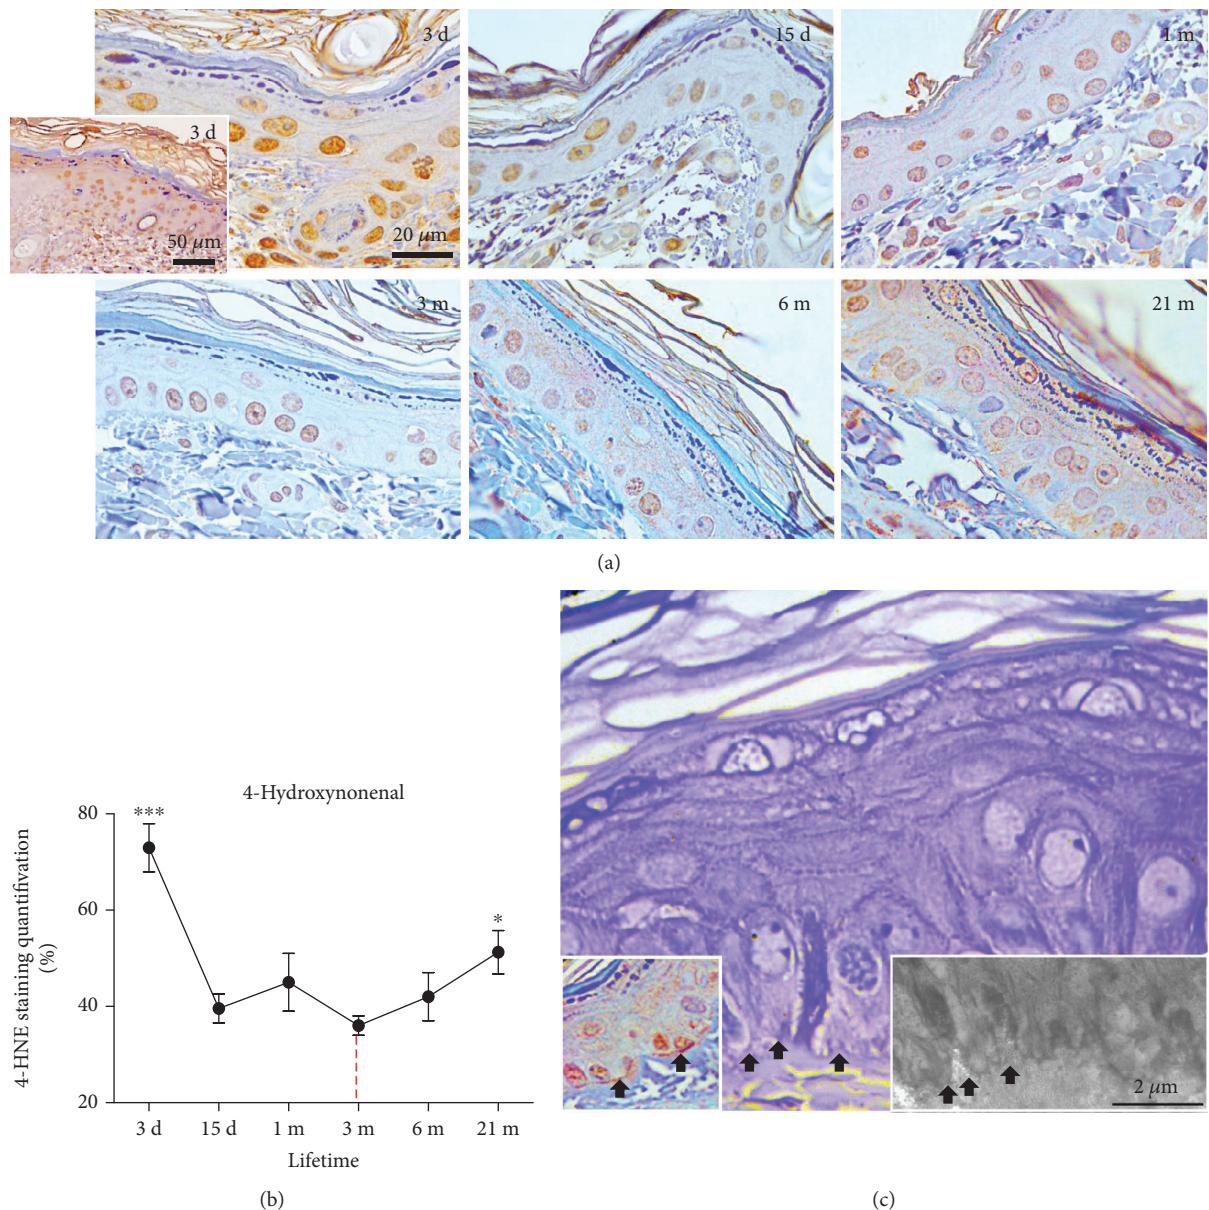 3 d
15 d
1 m
3 d
50 μm
20 μm
3 m
6 m
21 m
(a)
4-Hydroxynonenal
4-HNE staining quantifivation
(%)
80
60
40
20
***
*
3 d
15 d
1 m
3 m
6 m
21 m
Lifetime
(b)
2 μm
(c)